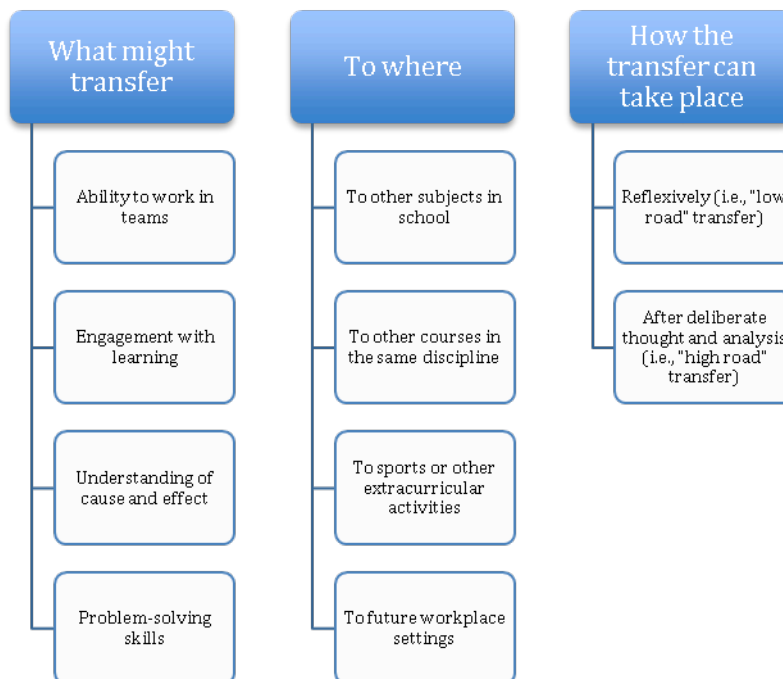 What might
transfer
Ability to work in
teams
Engagement with
learning
Understanding of
cause and effect
Problem-solving
skills
To where
To other subjects in
school
To other courses in
the same discipline
To sports or other
extracurricular
activities
To future workplace
settings
How the
transfer can
take place
Reflexively (i.e., "low
road" transfer)
After deliberate
thought and analysis
(i.e., "high road"
transfer)